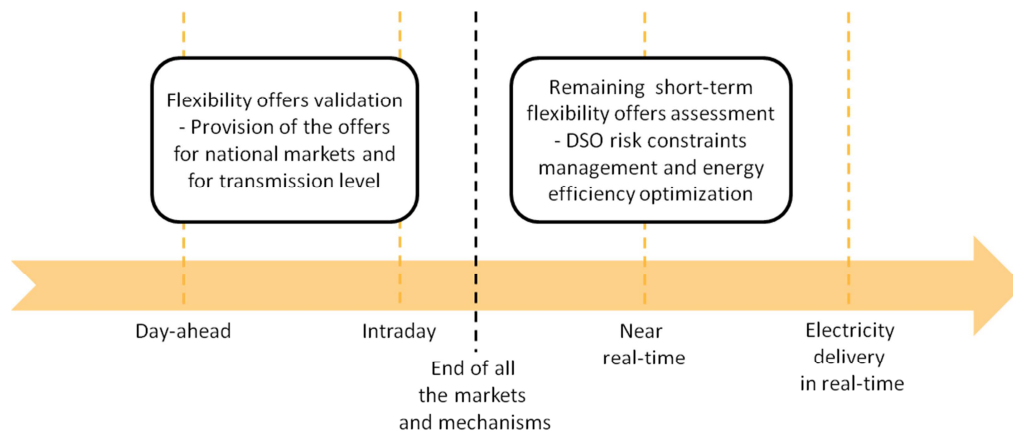 Flexibility offers validation
- Provision of the offers
for national markets and
for transmission level
Remaining short-term
flexibility offers assessment
- DSO risk constraints
management and energy
efficiency optimization
Day-ahead
Intraday
End of all
the markets
and mechanisms
Near
real-time
Electricity
delivery
in real-time